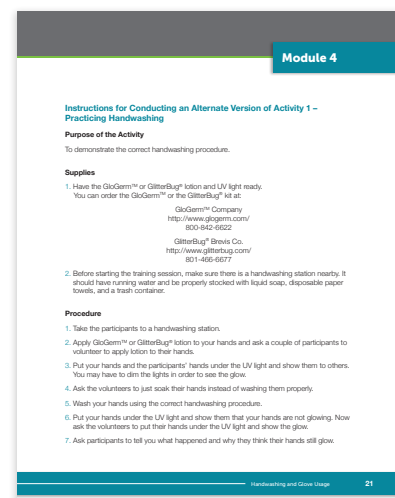 Module 4
Instructions for Conducting an Alternate Version of Activity 1 –
Practicing Handwashing
Purpose of the Activity
To demonstrate the correct handwashing procedure.
Supplies
1. Have the GloGerm™ or GlitterBug® lotion and UV light ready.
You can order the GloGerm™ or the GlitterBug® kit at:
GloGerm™ Company
http://www.glogerm.com/
800-842-6622
GlitterBug® Brevis Co.
http://www.glitterbug.com/
801-466-6677
2. Before starting the training session, make sure there is a handwashing station nearby. It
should have running water and be properly stocked with liquid soap, disposable paper
towels, and a trash container.
Procedure
1. Take the participants to a handwashing station.
2. Apply GloGerm™ or GlitterBug® lotion to your hands and ask a couple of participants to
volunteer to apply lotion to their hands.
3. Put your hands and the participants' hands under the UV light and show them to others.
You may have to dim the lights in order to see the glow.
4. Ask the volunteers to just soak their hands instead of washing them properly.
5. Wash your hands using the correct handwashing procedure.
6. Put your hands under the UV light and show them that your hands are not glowing. Now
ask the volunteers to put their hands under the UV light and show the glow.
7. Ask participants to tell you what happened and why they think their hands still glow.
Handwashing and Glove Usage 21